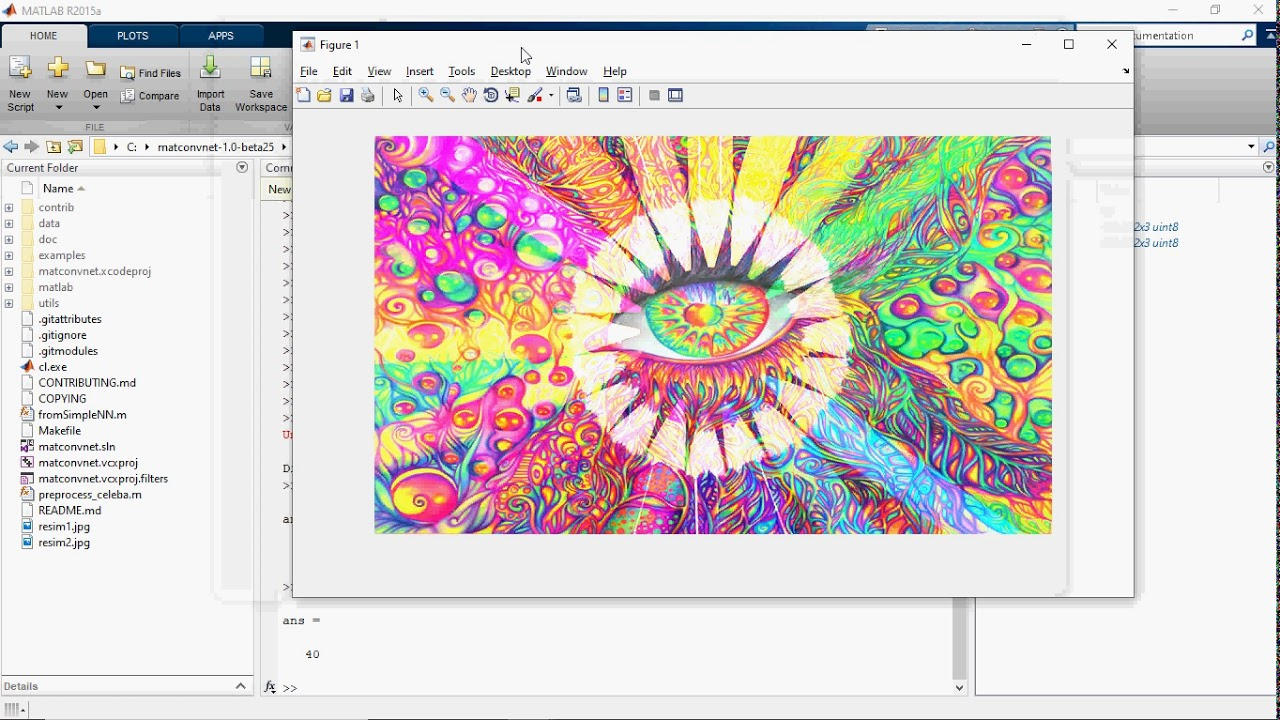 MATLAB R2015a
HOME
PLOTS
APPS
umentation
New Script
New
Open
Find Files
Compare
Import Data
Save Workspace
FILE
C:
matconvnet-1.0-beta25
Current Folder
Name
contrib
data
doc
examples
matconvnet.xcodeproj
matlab
utils
.gitattributes
.gitignore
.gitmodules
cl.exe
CONTRIBUTING.md
COPYING
fromSimpleNN.m
Makefile
matconvnet.sln
matconvnet.vcxproj
matconvnet.vcxproj.filters
preprocess_celeba.m
README.md
resim1.jpg
resim2.jpg
Details
Figure 1
File Edit View Insert Tools Desktop Window Help
New
2x3 uint8
2x3 uint8
ans =
40
fx >>